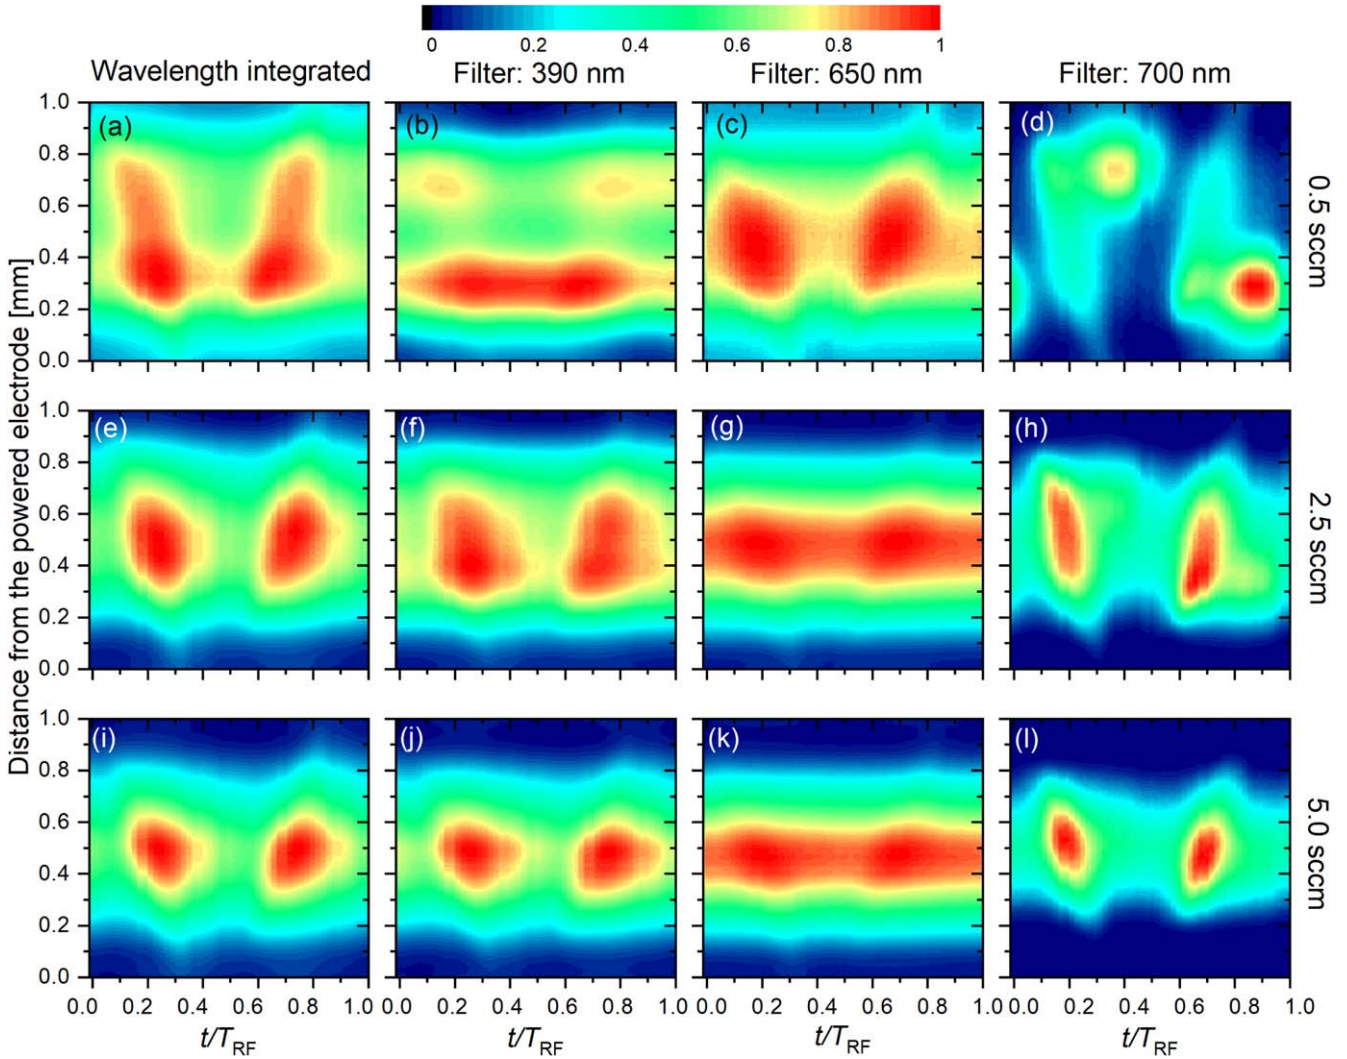 0 0.2 0.4 0.6 0.8 1
Wavelength integrated Filter: 390 nm Filter: 650 nm Filter: 700 nm
Distance from the powered electrode [mm]
1.0
0.8
0.6
0.4
0.2
0.0
(a) (b) (c) (d)
0.5 sccm
1.0
0.8
0.6
0.4
0.2
0.0
(e) (f) (g) (h)
2.5 sccm
1.0
0.8
0.6
0.4
0.2
0.0
(i) (j) (k) (l)
5.0 sccm
0.0 0.2 0.4 0.6 0.8 1.0 0.0 0.2 0.4 0.6 0.8 1.0 0.0 0.2 0.4 0.6 0.8 1.0 0.0 0.2 0.4 0.6 0.8 1.0
t/TRF t/TRF t/TRF t/TRF